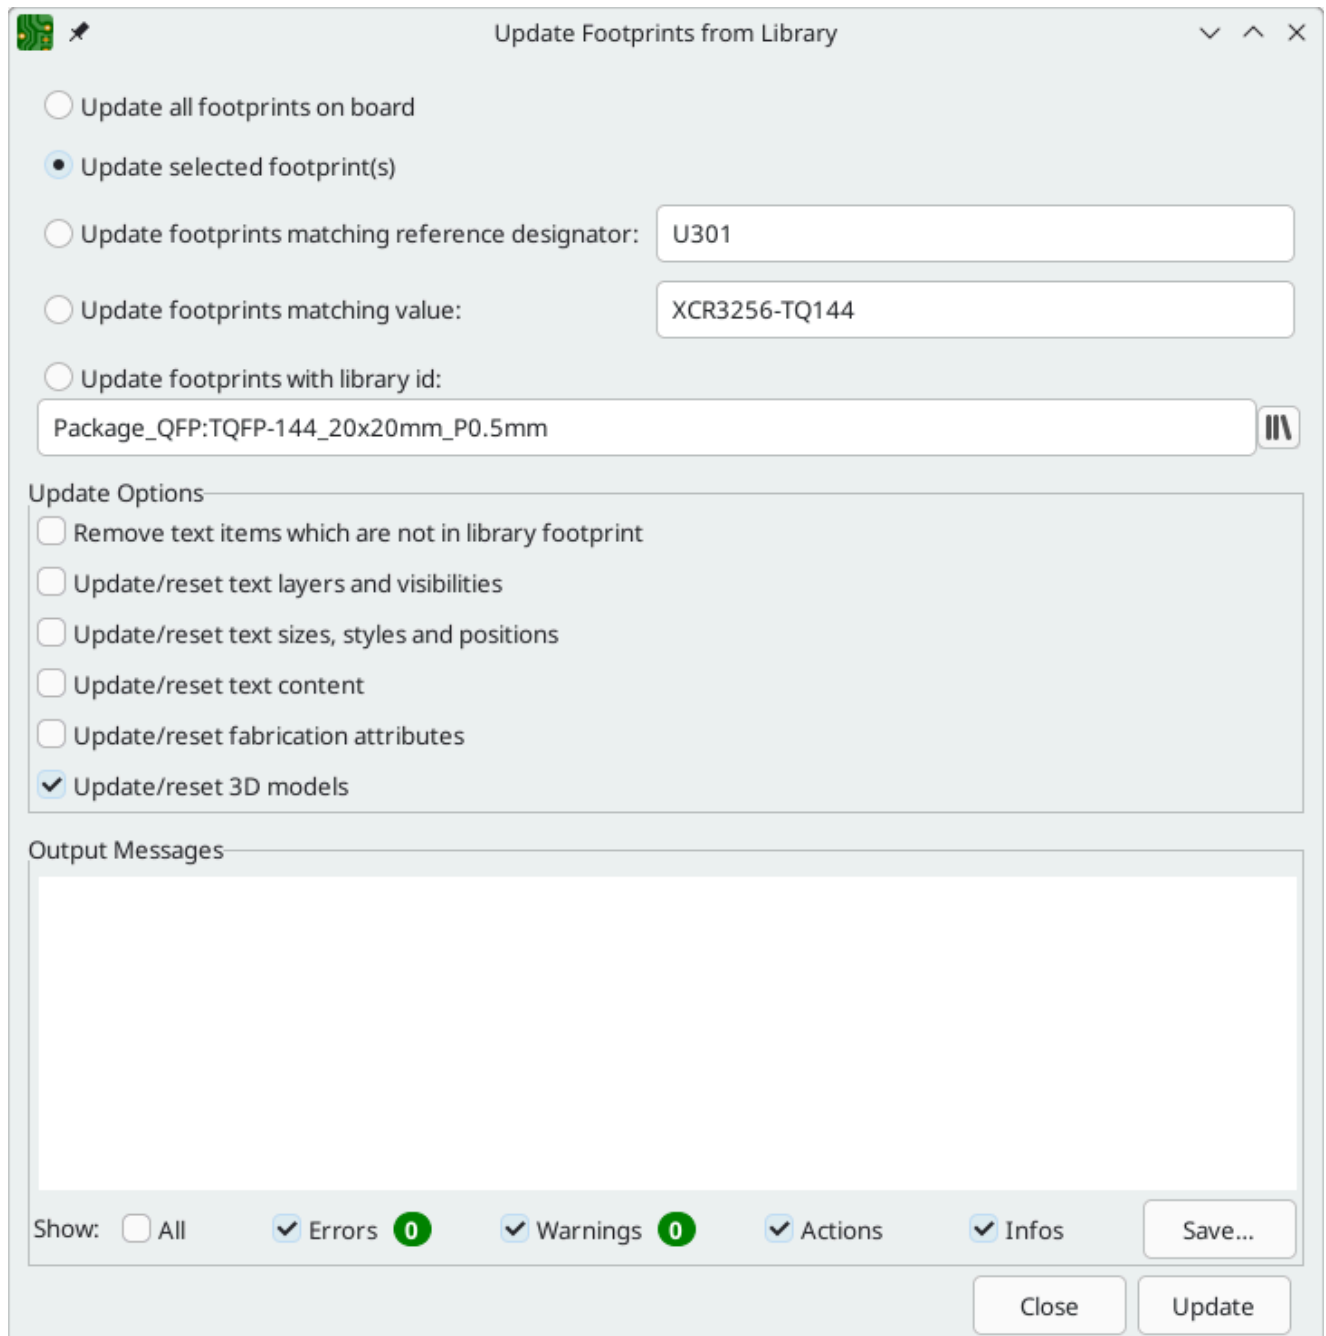 Update Footprints from Library
Update all footprints on board
Update selected footprint(s)
Update footprints matching reference designator: U301
Update footprints matching value: XCR3256-TQ144
Update footprints with library id:
Package_QFP:TQFP-144_20x20mm_P0.5mm
Update Options
Remove text items which are not in library footprint
Update/reset text layers and visibilities
Update/reset text sizes, styles and positions
Update/reset text content
Update/reset fabrication attributes
Update/reset 3D models
Output Messages
Show: All Errors 0 Warnings 0 Actions Infos Save...
Close Update